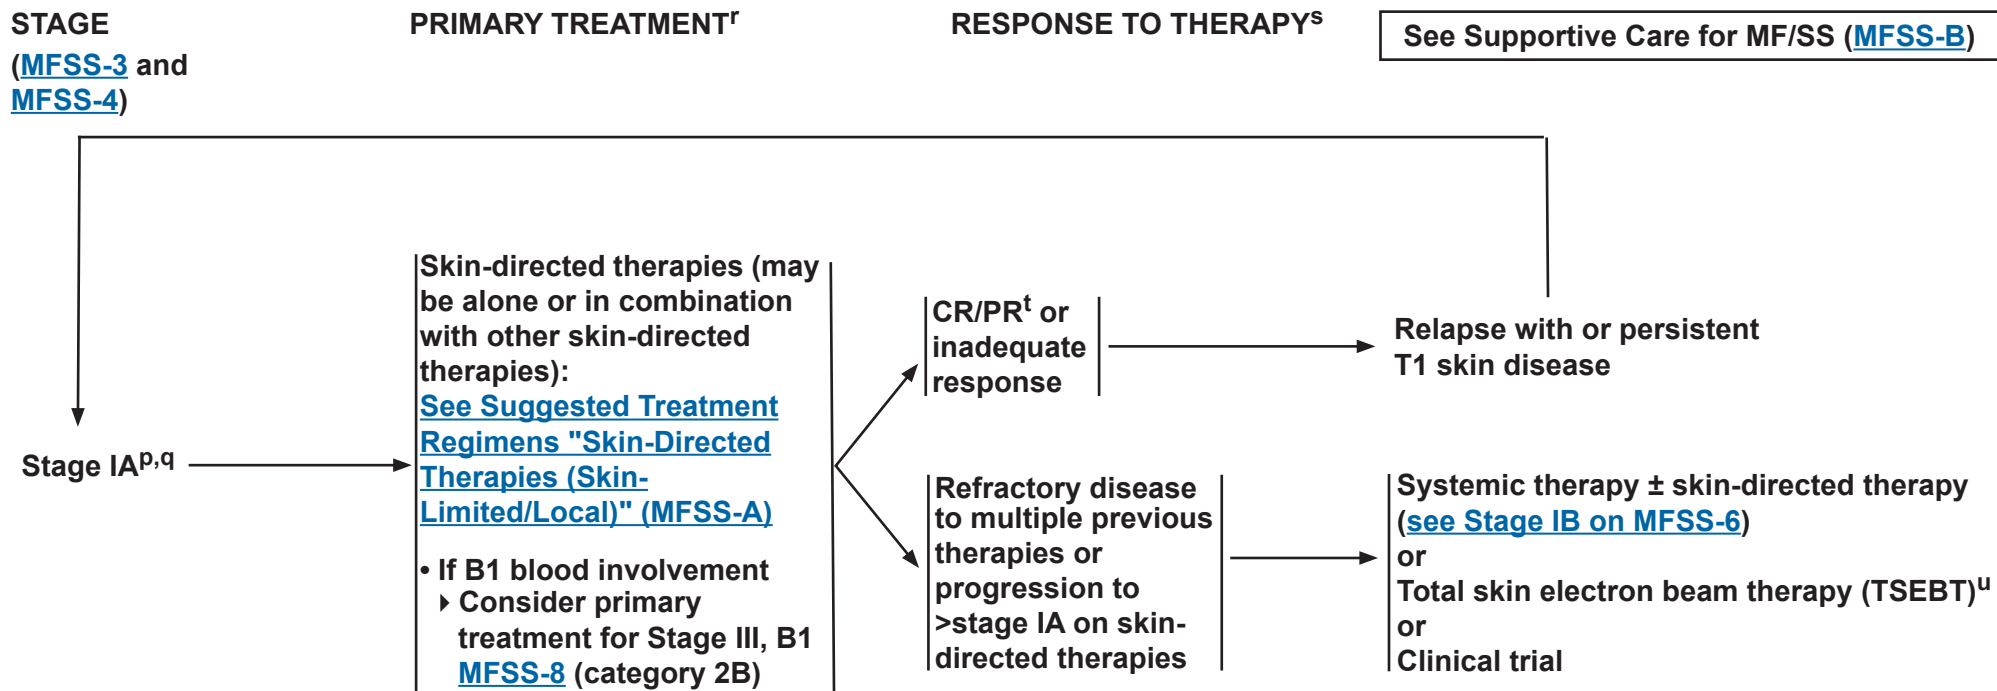 STAGE
(MFSS-3 and
MFSS-4)
PRIMARY TREATMENTr
RESPONSE TO THERAPYs
See Supportive Care for MF/SS (MFSS-B)
Stage IAp,q
Skin-directed therapies (may
be alone or in combination
with other skin-directed
therapies):
See Suggested Treatment
Regimens "Skin-Directed
Therapies (Skin-
Limited/Local)" (MFSS-A)
• If B1 blood involvement
▸ Consider primary
treatment for Stage III, B1
MFSS-8 (category 2B)
CR/PRt or
inadequate
response
Relapse with or persistent
T1 skin disease
Refractory disease
to multiple previous
therapies or
progression to
>stage IA on skin-
directed therapies
Systemic therapy ± skin-directed therapy
(see Stage IB on MFSS-6)
or
Total skin electron beam therapy (TSEBT)u
or
Clinical trial